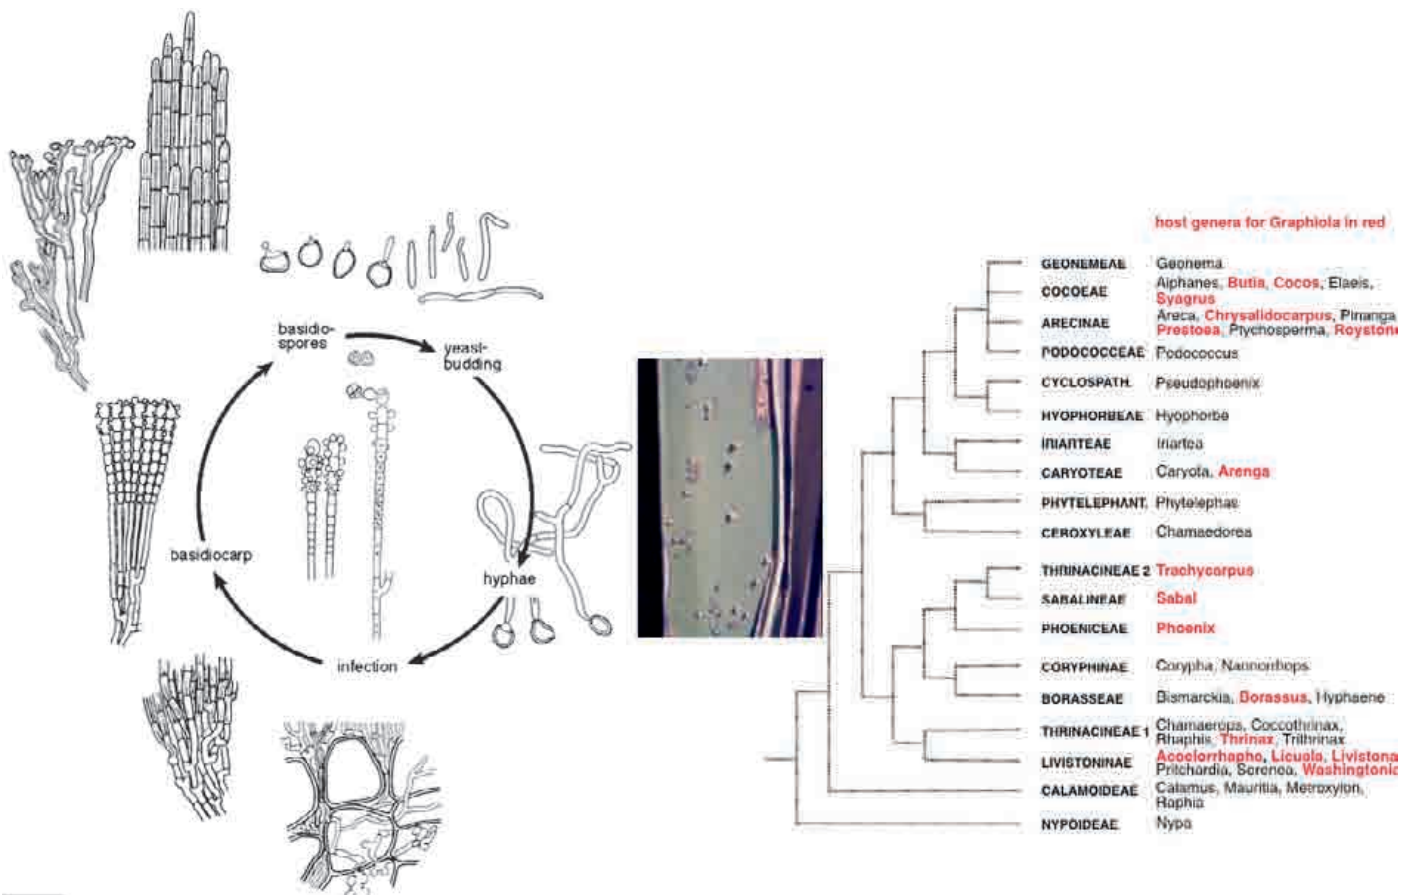 basidio-
spores
yeast-
budding
hyphae
infection
basidiocarp
host genera for Graphiola in red
GEONEMEAE Geonema
COCOEAE Aiphanes, Butia, Cocos, Elaeis,
Syagrus
ARECINAE Areca, Chrysalidocarpus, Pinanga
Prestoea, Ptychosperma, Roystone
PODOCOCCEAE Podococcus
CYCLOSPATH. Pseudophoenix
HYOPHORBEAE Hyophorbe
IRIARTEAE Iriartea
CARYOTEAE Caryota, Arenga
PHYTELEPHANT. Phytelephas
CEROXYLEAE Chamaedorea
THRINACINEAE 2 Trachycarpus
SABALINEAE Sabal
PHOENICEAE Phoenix
CORYPHINAE Corypha, Nannorrhops
BORASSEAE Bismarckia, Borassus, Hyphaene
THRINACINEAE 1 Chamaerops, Coccothrinax,
Rhaphis, Thrinax, Trithrinax
LIVISTONINAE Acoelorrhaphe, Licuala, Livistona
Pritchardia, Serenoa, Washingtonia
CALAMOIDEAE Calamus, Mauritia, Metroxylon,
Raphia
NYPOIDEAE Nypa